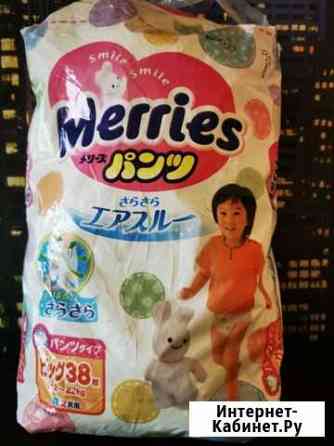 smile smile
Merries
メリーズ パンツ
さらさら
エアスルー
さらさら
パンツタイプ
ビッグ38枚
Интернет-
Кабинет.Ру